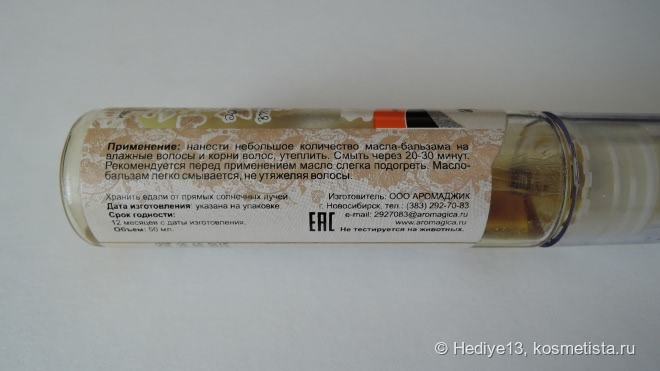 Применение: нанести небольшое количество масла-бальзама на
влажные волосы и корни волос, утеплить. Смыть через 20-30 минут.
Рекомендуется перед применением масло слегка подогреть. Масло-
бальзам легко смывается, не утяжеляя волосы.
Хранить вдали от прямых солнечных лучей
Дата изготовления: указана на упаковке
Срок годности:
12 месяцев с даты изготовления.
Объем: 50 мл.
EAC
Изготовитель: ООО АРОМАДЖИК
г. Новосибирск, тел.: (383) 292-70-83
e-mail: 2927083@aromagica.ru
www.aromagica.ru
Не тестируется на животных.
© Hediye13, kosmetista.ru